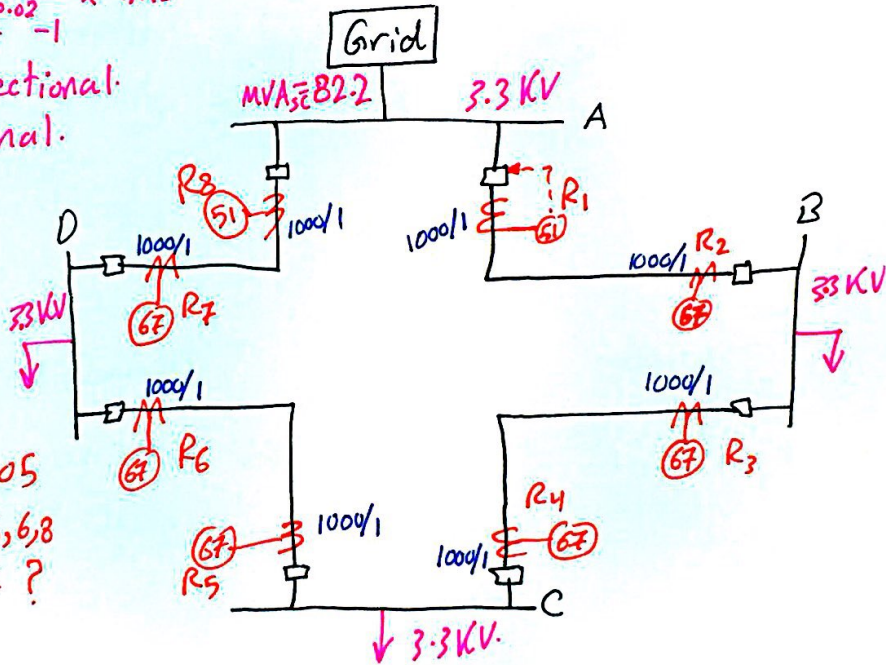 0.02
-1
ectional.
nal.
Grid
MVAsc=82.2
3.3 KV
A
R8
51
1000/1
1000/1
R1
51
D
1000/1
67
R7
3.3KV
1000/1
R2
67
B
3.3KV
1000/1
67
R6
1000/1
67
R3
05
,6,8
?
67
R5
1000/1
R4
67
1000/1
C
3.3KV.